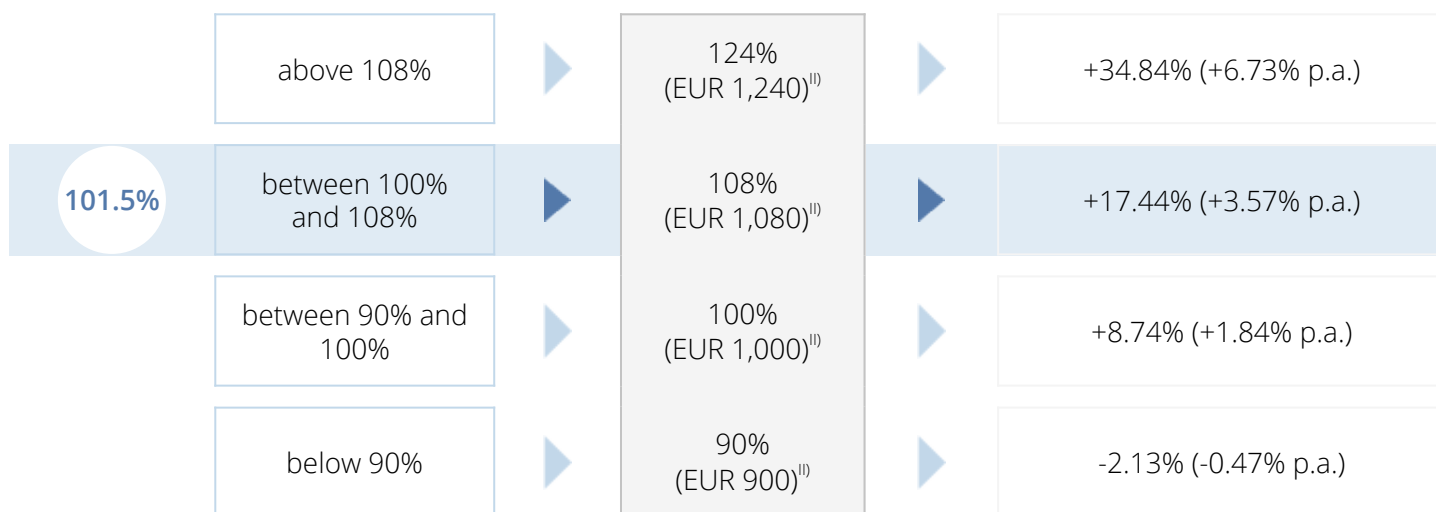 above 108%
124%
(EUR 1,240)II)
+34.84% (+6.73% p.a.)
101.5%
between 100%
and 108%
108%
(EUR 1,080)II)
+17.44% (+3.57% p.a.)
between 90% and
100%
100%
(EUR 1,000)II)
+8.74% (+1.84% p.a.)
below 90%
90%
(EUR 900)II)
-2.13% (-0.47% p.a.)